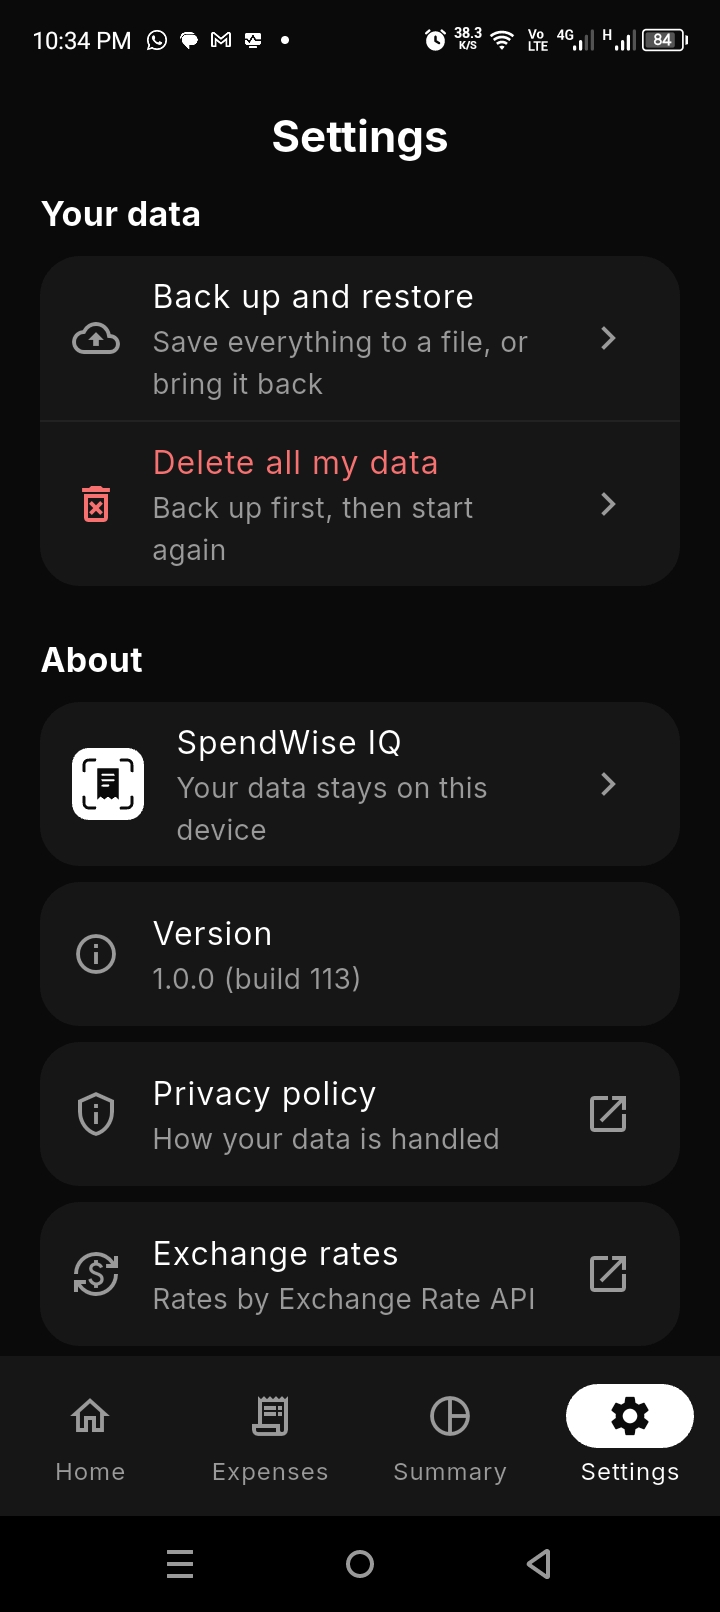 10:34 PM 38.3 K/S Vo LTE 4G H 84
Settings
Your data
Back up and restore
Save everything to a file, or
bring it back
Delete all my data
Back up first, then start
again
About
SpendWise IQ
Your data stays on this
device
Version
1.0.0 (build 113)
Privacy policy
How your data is handled
Exchange rates
Rates by Exchange Rate API
Home Expenses Summary Settings